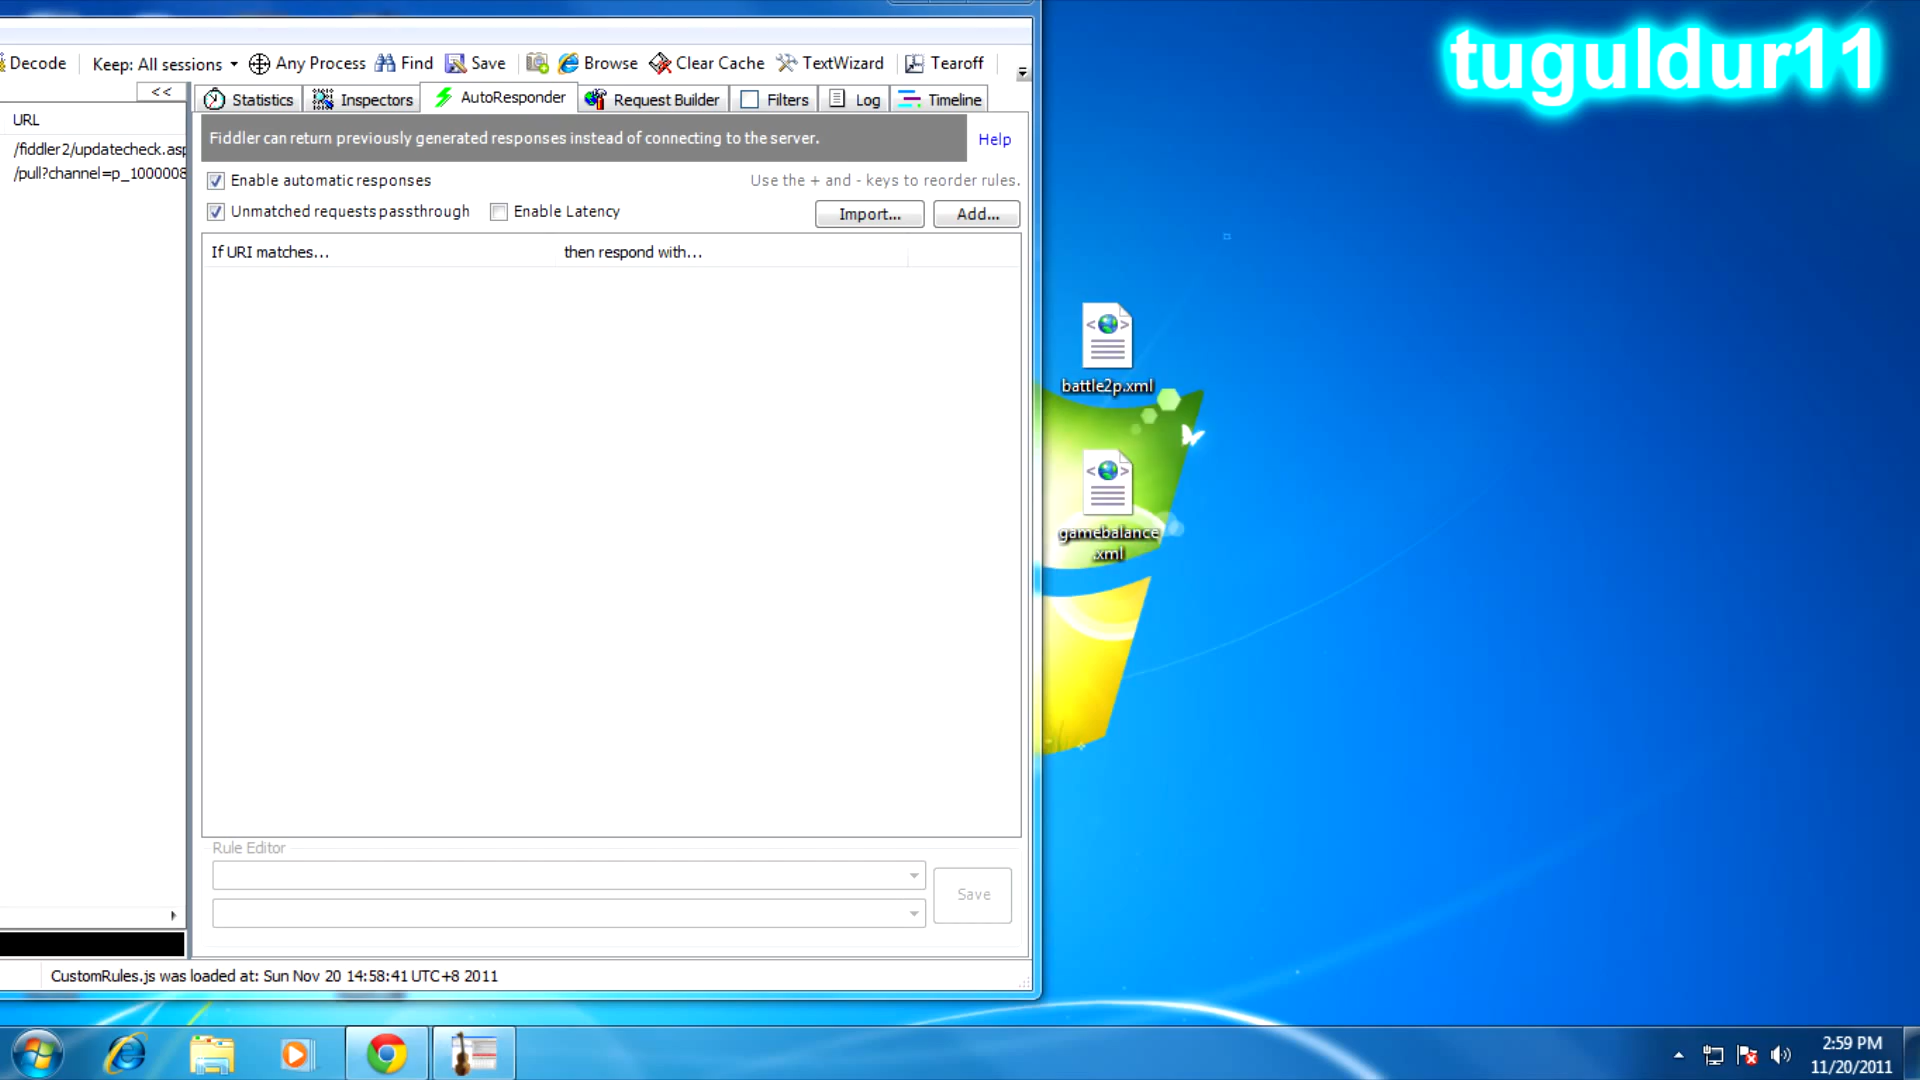 tuguldur11
Decode
Keep: All sessions
Any Process
Find
Save
Browse
Clear Cache
TextWizard
Tearoff
<<
Statistics
Inspectors
AutoResponder
Request Builder
Filters
Log
Timeline
URL
/fiddler2/updatecheck.asp
/pull?channel=p_1000008
Fiddler can return previously generated responses instead of connecting to the server.
Help
Enable automatic responses
Use the + and - keys to reorder rules.
Unmatched requests passthrough
Enable Latency
Import...
Add...
If URI matches...
then respond with...
battle2p.xml
gamebalance
.xml
Rule Editor
Save
CustomRules.js was loaded at: Sun Nov 20 14:58:41 UTC+8 2011
2:59 PM
11/20/2011